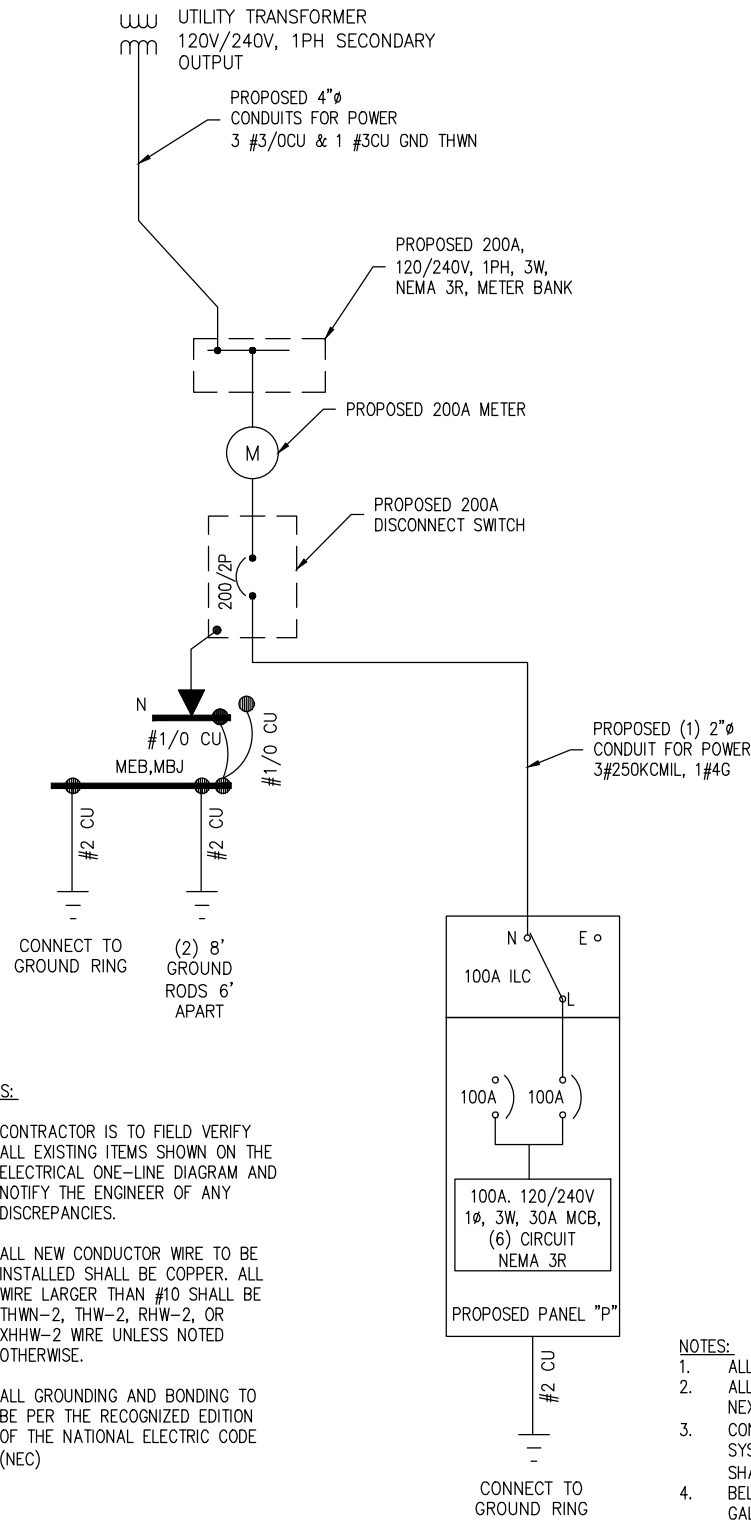 UTILITY TRANSFORMER
120V/240V, 1PH SECONDARY
OUTPUT
PROPOSED 4"ø
CONDUITS FOR POWER
3 #3/0CU & 1 #3CU GND THWN
PROPOSED 200A,
120/240V, 1PH, 3W,
NEMA 3R, METER BANK
PROPOSED 200A METER
M
PROPOSED 200A
DISCONNECT SWITCH
200/2P
N
#1/0 CU
#1/0 CU
MEB,MBJ
#2 CU
#2 CU
CONNECT TO
GROUND RING
(2) 8'
GROUND
RODS 6'
APART
PROPOSED (1) 2"ø
CONDUIT FOR POWER
3#250KCMIL, 1#4G
N
E
100A ILC
L
100A
100A
100A. 120/240V
1ø, 3W, 30A MCB,
(6) CIRCUIT
NEMA 3R
PROPOSED PANEL "P"
#2 CU
CONNECT TO
GROUND RING
S:
CONTRACTOR IS TO FIELD VERIFY
ALL EXISTING ITEMS SHOWN ON THE
ELECTRICAL ONE-LINE DIAGRAM AND
NOTIFY THE ENGINEER OF ANY
DISCREPANCIES.
ALL NEW CONDUCTOR WIRE TO BE
INSTALLED SHALL BE COPPER. ALL
WIRE LARGER THAN #10 SHALL BE
THWN-2, THW-2, RHW-2, OR
XHHW-2 WIRE UNLESS NOTED
OTHERWISE.
ALL GROUNDING AND BONDING TO
BE PER THE RECOGNIZED EDITION
OF THE NATIONAL ELECTRIC CODE
(NEC)
NOTES:
1. ALL
2. ALL
NEX
3. CON
SYS
SHA
4. BEL
GAL